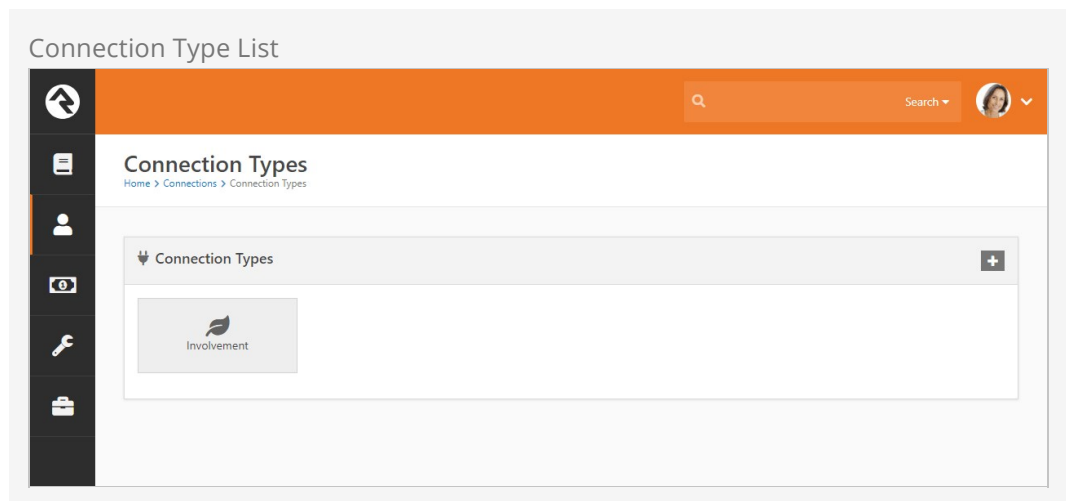 Connection Type List
Search
Connection Types
Home > Connections > Connection Types
Connection Types
Involvement